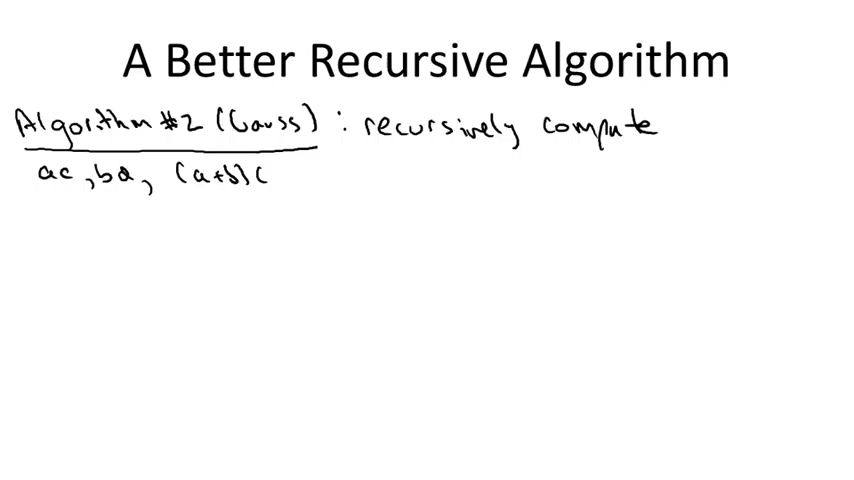 A Better Recursive Algorithm
Algorithm #2 (Gauss) : recursively compute
ac, bd, (a+b)(